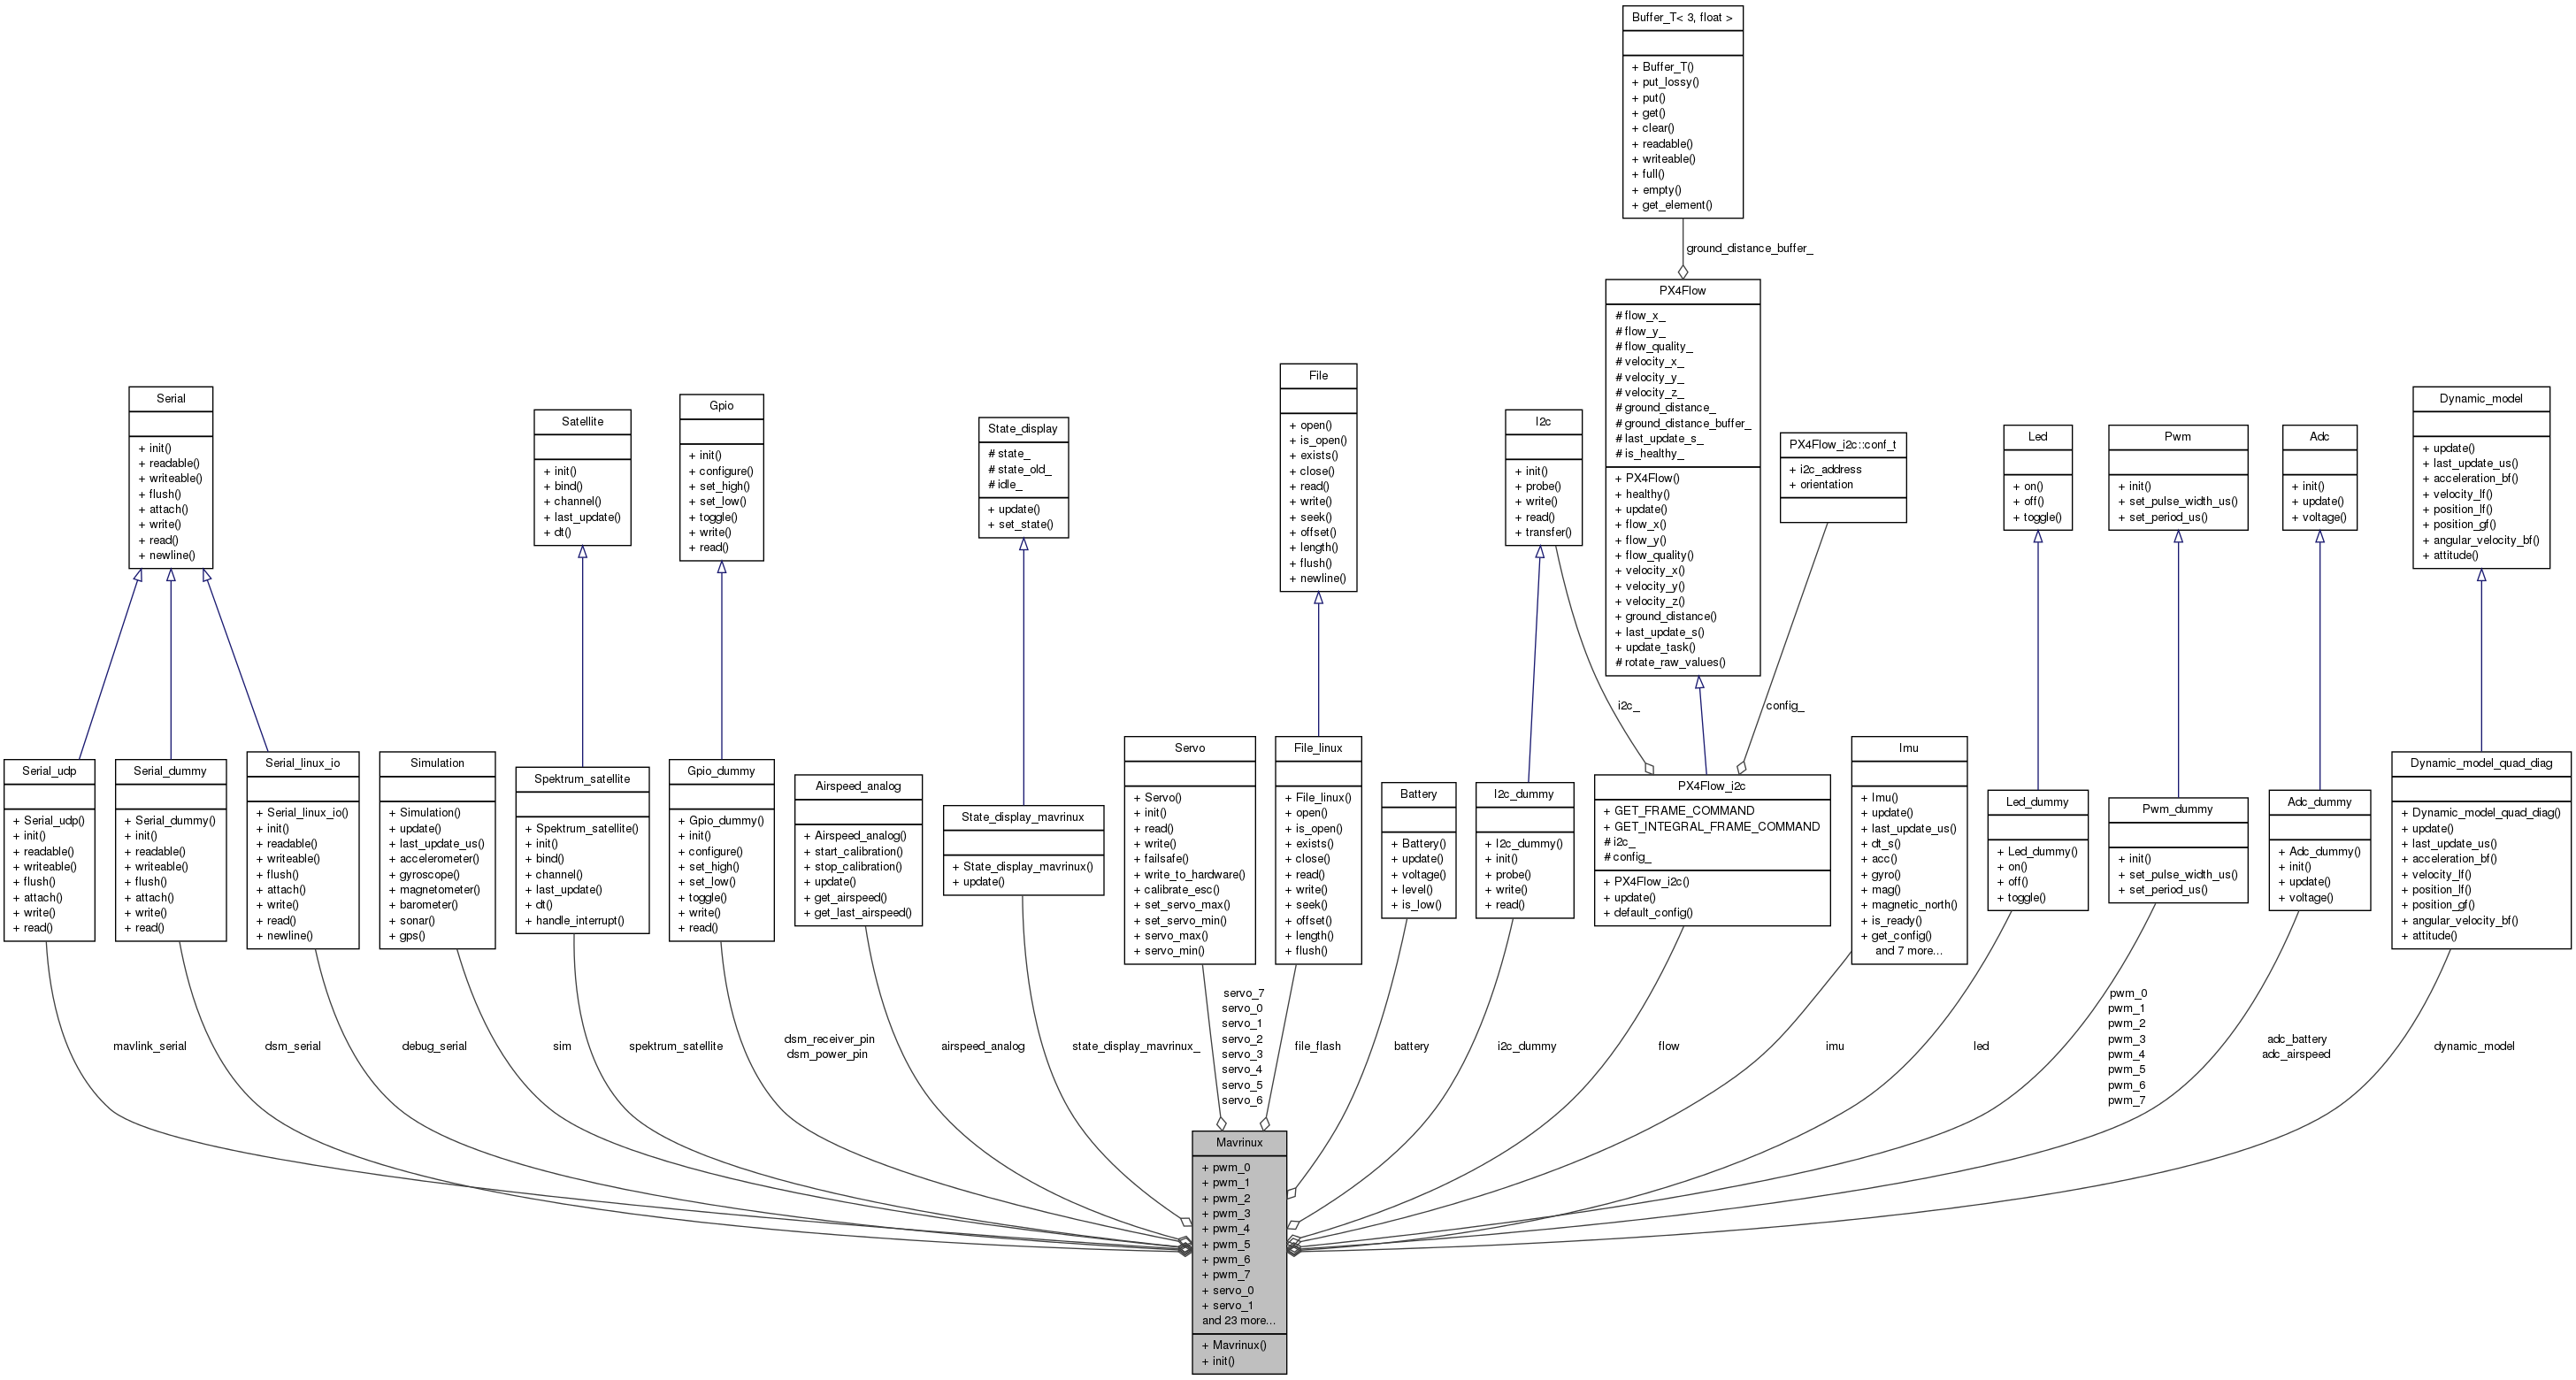 Buffer_T< 3, float >
+ Buffer_T()
+ put_lossy()
+ put()
+ get()
+ clear()
+ readable()
+ writeable()
+ full()
+ empty()
+ get_element()
ground_distance_buffer_
PX4Flow
# flow_x_
# flow_y_
# flow_quality_
# velocity_x_
# velocity_y_
# velocity_z_
# ground_distance_
# ground_distance_buffer_
# last_update_s_
# is_healthy_
+ PX4Flow()
+ healthy()
+ update()
+ flow_x()
+ flow_y()
+ flow_quality()
+ velocity_x()
+ velocity_y()
+ velocity_z()
+ ground_distance()
+ last_update_s()
+ update_task()
# rotate_raw_values()
Serial
+ init()
+ readable()
+ writeable()
+ flush()
+ attach()
+ write()
+ read()
+ newline()
Satellite
+ init()
+ bind()
+ channel()
+ last_update()
+ dt()
Gpio
+ init()
+ configure()
+ set_high()
+ set_low()
+ toggle()
+ write()
+ read()
State_display
# state_
# state_old_
# idle_
+ update()
+ set_state()
File
+ open()
+ is_open()
+ exists()
+ close()
+ read()
+ write()
+ seek()
+ offset()
+ length()
+ flush()
+ newline()
I2c
+ init()
+ probe()
+ write()
+ read()
+ transfer()
PX4Flow_i2c::conf_t
+ i2c_address
+ orientation
Led
+ on()
+ off()
+ toggle()
Pwm
+ init()
+ set_pulse_width_us()
+ set_period_us()
Adc
+ init()
+ update()
+ voltage()
Dynamic_model
+ update()
+ last_update_us()
+ acceleration_bf()
+ velocity_lf()
+ position_lf()
+ position_gf()
+ angular_velocity_bf()
+ attitude()
i2c_
config_
Serial_udp
+ Serial_udp()
+ init()
+ readable()
+ writeable()
+ flush()
+ attach()
+ write()
+ read()
Serial_dummy
+ Serial_dummy()
+ init()
+ readable()
+ writeable()
+ flush()
+ attach()
+ write()
+ read()
Serial_linux_io
+ Serial_linux_io()
+ init()
+ readable()
+ writeable()
+ flush()
+ attach()
+ write()
+ read()
+ newline()
Simulation
+ Simulation()
+ update()
+ last_update_us()
+ accelerometer()
+ gyroscope()
+ magnetometer()
+ barometer()
+ sonar()
+ gps()
Spektrum_satellite
+ Spektrum_satellite()
+ init()
+ bind()
+ channel()
+ last_update()
+ dt()
+ handle_interrupt()
Gpio_dummy
+ Gpio_dummy()
+ init()
+ configure()
+ set_high()
+ set_low()
+ toggle()
+ write()
+ read()
Airspeed_analog
+ Airspeed_analog()
+ start_calibration()
+ stop_calibration()
+ update()
+ get_airspeed()
+ get_last_airspeed()
State_display_mavrinux
+ State_display_mavrinux()
+ update()
Servo
+ Servo()
+ init()
+ read()
+ write()
+ failsafe()
+ write_to_hardware()
+ calibrate_esc()
+ set_servo_max()
+ set_servo_min()
+ servo_max()
+ servo_min()
File_linux
+ File_linux()
+ open()
+ is_open()
+ exists()
+ close()
+ read()
+ write()
+ seek()
+ offset()
+ length()
+ flush()
Battery
+ Battery()
+ update()
+ voltage()
+ level()
+ is_low()
I2c_dummy
+ I2c_dummy()
+ init()
+ probe()
+ write()
+ read()
PX4Flow_i2c
+ GET_FRAME_COMMAND
+ GET_INTEGRAL_FRAME_COMMAND
# i2c_
# config_
+ PX4Flow_i2c()
+ update()
+ default_config()
Imu
+ Imu()
+ update()
+ last_update_us()
+ dt_s()
+ acc()
+ gyro()
+ mag()
+ magnetic_north()
+ is_ready()
+ get_config()
and 7 more...
Led_dummy
+ Led_dummy()
+ on()
+ off()
+ toggle()
Pwm_dummy
+ init()
+ set_pulse_width_us()
+ set_period_us()
Adc_dummy
+ Adc_dummy()
+ init()
+ update()
+ voltage()
Dynamic_model_quad_diag
+ Dynamic_model_quad_diag()
+ update()
+ last_update_us()
+ acceleration_bf()
+ velocity_lf()
+ position_lf()
+ position_gf()
+ angular_velocity_bf()
+ attitude()
mavlink_serial
dsm_serial
debug_serial
sim
spektrum_satellite
dsm_receiver_pin
dsm_power_pin
airspeed_analog
state_display_mavrinux_
servo_7
servo_0
servo_1
servo_2
servo_3
servo_4
servo_5
servo_6
file_flash
battery
i2c_dummy
flow
imu
led
pwm_0
pwm_1
pwm_2
pwm_3
pwm_4
pwm_5
pwm_6
pwm_7
adc_battery
adc_airspeed
dynamic_model
Mavrinux
+ pwm_0
+ pwm_1
+ pwm_2
+ pwm_3
+ pwm_4
+ pwm_5
+ pwm_6
+ pwm_7
+ servo_0
+ servo_1
and 23 more...
+ Mavrinux()
+ init()